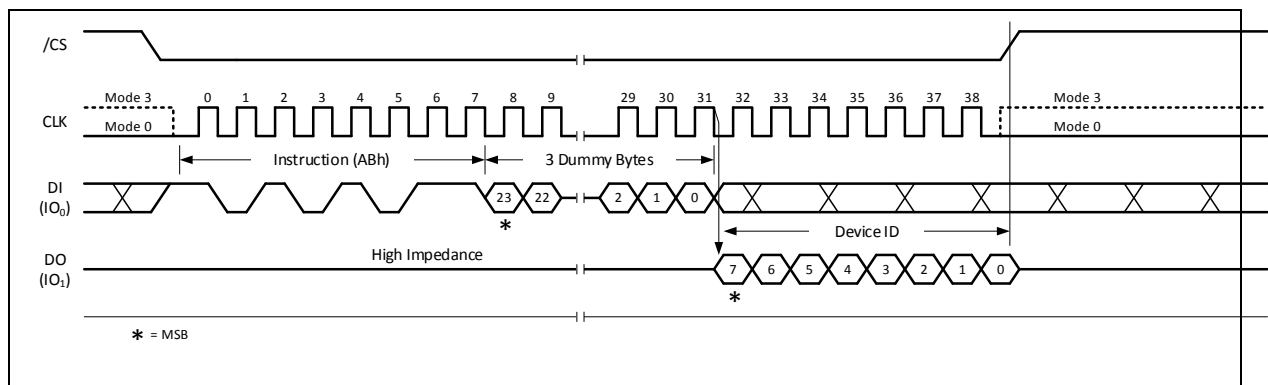 /CS
Mode 3 0 1 2 3 4 5 6 7 8 9 29 30 31 32 33 34 35 36 37 38 Mode 3
CLK
Mode 0 Mode 0
Instruction (ABh) 3 Dummy Bytes
DI
(IO0) 23 22 2 1 0
*
Device ID
High Impedance
DO
(IO1) 7 6 5 4 3 2 1 0
*
* = MSB